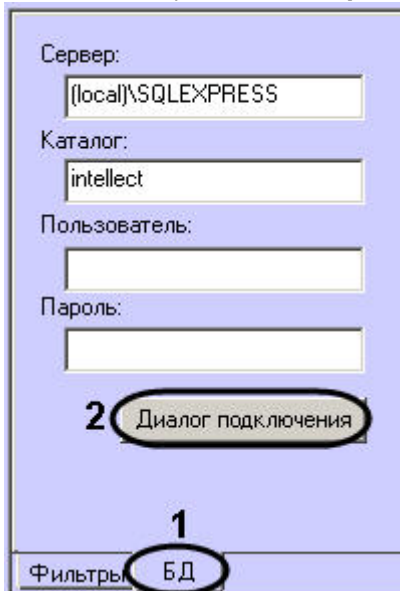 Сервер:
(local)\SQLEXPRESS
Каталог:
intellect
Пользователь:
Пароль:
2 Диалог подключения
1
Фильтры БД